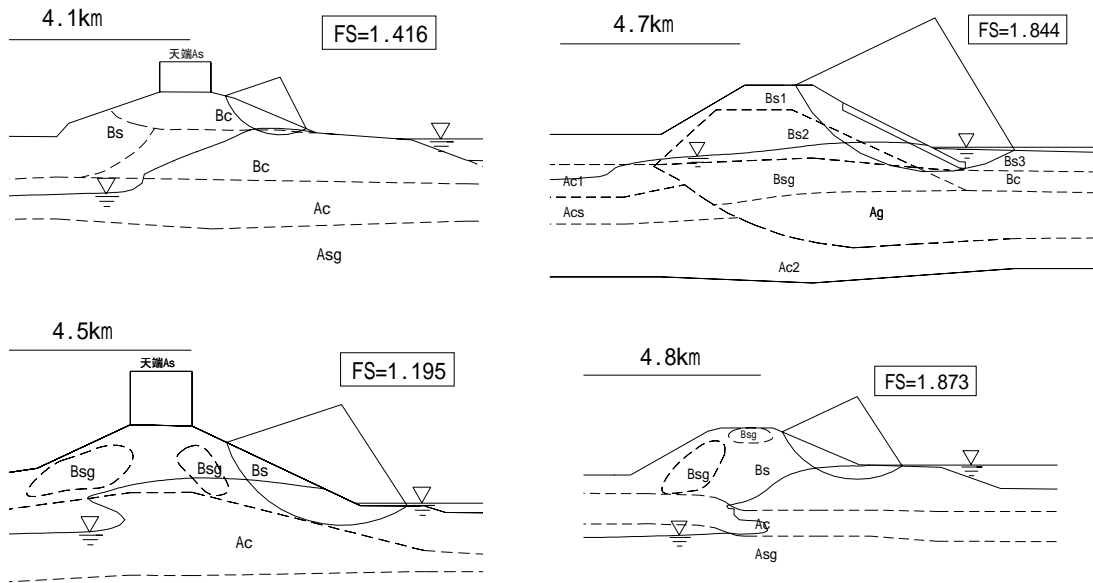 4.1km
FS=1.416
天端As
Bc
Bs
Bc
Ac
Asg
4.7km
FS=1.844
Bs1
Bs2
Bs3
Ac1
Bsg
Bc
Acs
Ag
Ac2
4.5km
FS=1.195
天端As
Bsg
Bsg
Bs
Ac
4.8km
FS=1.873
Bsg
Bsg
Bs
Ac
Asg